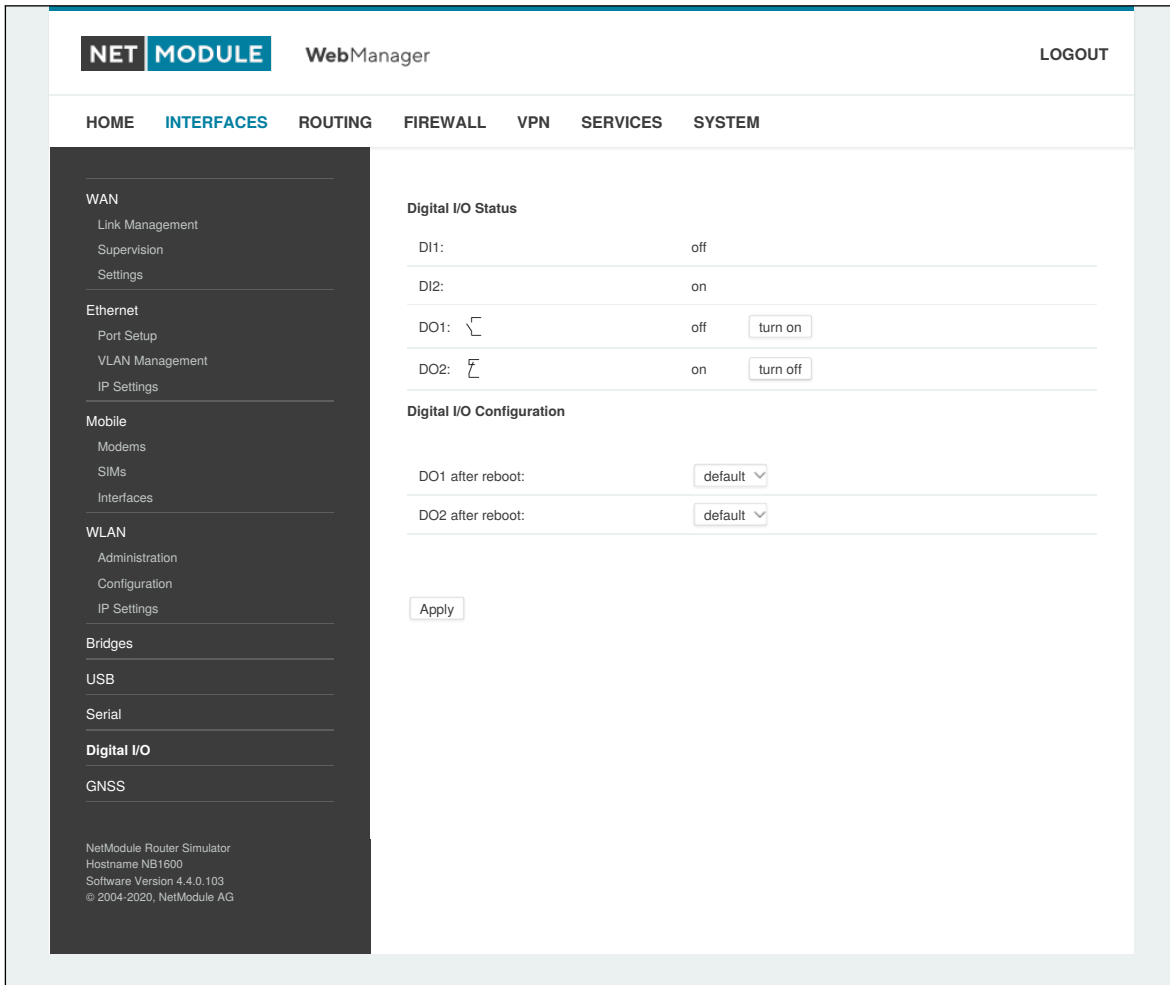 NET MODULE WebManager LOGOUT
HOME INTERFACES ROUTING FIREWALL VPN SERVICES SYSTEM
WAN
Link Management
Supervision
Settings
Ethernet
Port Setup
VLAN Management
IP Settings
Mobile
Modems
SIMs
Interfaces
WLAN
Administration
Configuration
IP Settings
Bridges
USB
Serial
Digital I/O
GNSS
NetModule Router Simulator
Hostname NB1600
Software Version 4.4.0.103
© 2004-2020, NetModule AG
Digital I/O Status
DI1: off
DI2: on
DO1: off turn on
DO2: on turn off
Digital I/O Configuration
DO1 after reboot: default
DO2 after reboot: default
Apply